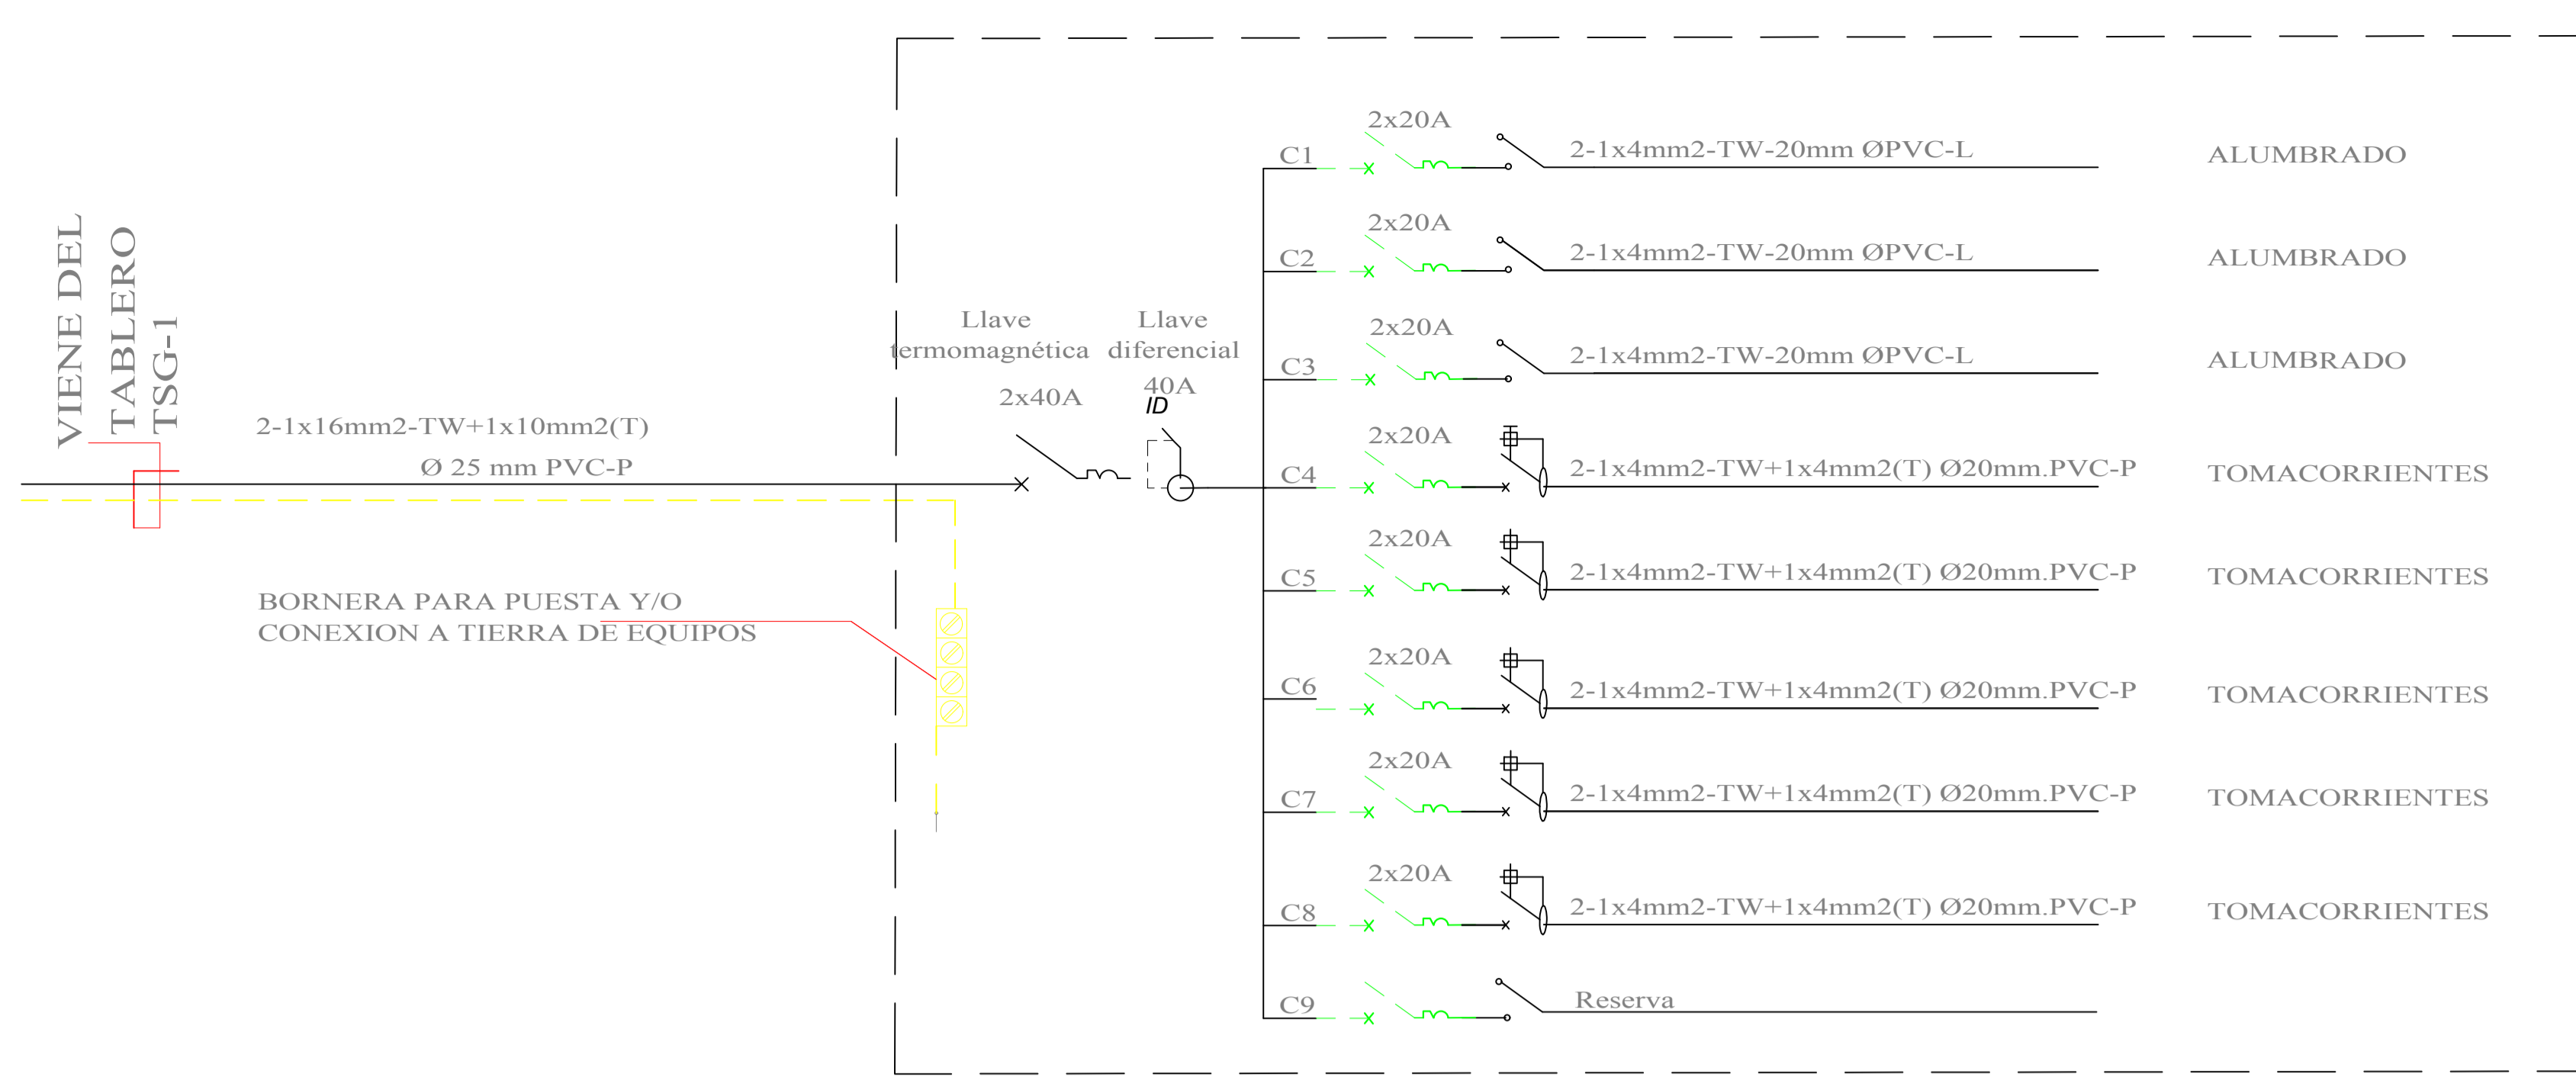 VIENE DEL
TABLERO
TSG-1
2-1x16mm2-TW+1x10mm2(T)
Ø 25 mm PVC-P
BORNERA PARA PUESTA Y/O
CONEXION A TIERRA DE EQUIPOS
Llave
termomagnética
2x40A
Llave
diferencial
40A
ID
C1 2x20A 2-1x4mm2-TW-20mm ØPVC-L ALUMBRADO
C2 2x20A 2-1x4mm2-TW-20mm ØPVC-L ALUMBRADO
C3 2x20A 2-1x4mm2-TW-20mm ØPVC-L ALUMBRADO
C4 2x20A 2-1x4mm2-TW+1x4mm2(T) Ø20mm.PVC-P TOMACORRIENTES
C5 2x20A 2-1x4mm2-TW+1x4mm2(T) Ø20mm.PVC-P TOMACORRIENTES
C6 2x20A 2-1x4mm2-TW+1x4mm2(T) Ø20mm.PVC-P TOMACORRIENTES
C7 2x20A 2-1x4mm2-TW+1x4mm2(T) Ø20mm.PVC-P TOMACORRIENTES
C8 2x20A 2-1x4mm2-TW+1x4mm2(T) Ø20mm.PVC-P TOMACORRIENTES
C9 Reserva